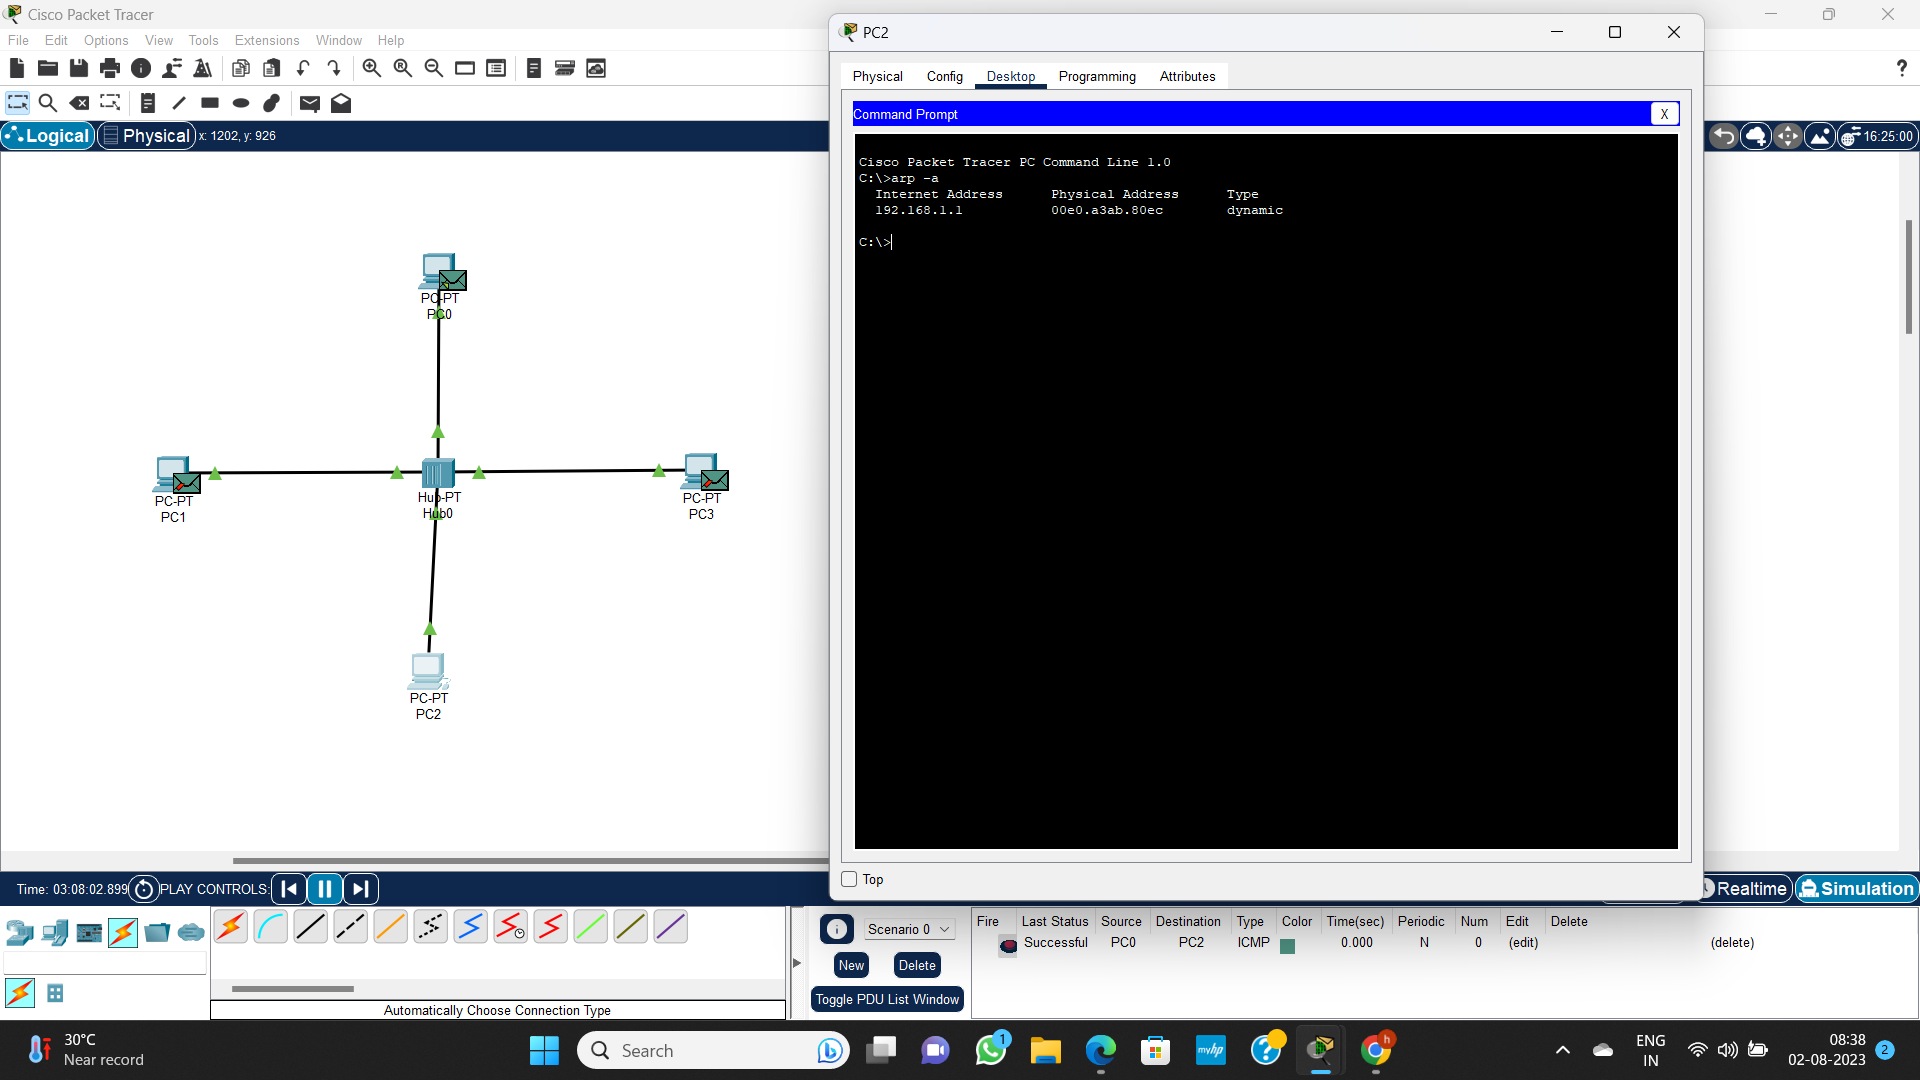 Cisco Packet Tracer
File Edit Options View Tools Extensions Window Help
Logical Physical x: 1202, y: 926
16:25:00
PC-PT
PC0
PC-PT
PC1
Hub-PT
Hub0
PC-PT
PC3
PC-PT
PC2
PC2
Physical Config Desktop Programming Attributes
Command Prompt X
Cisco Packet Tracer PC Command Line 1.0
C:\>arp -a
Internet Address Physical Address Type
192.168.1.1 00e0.a3ab.80ec dynamic
C:\>
Top
Time: 03:08:02.899 PLAY CONTROLS:
Realtime Simulation
Automatically Choose Connection Type
Scenario 0
New Delete
Toggle PDU List Window
Fire Last Status Source Destination Type Color Time(sec) Periodic Num Edit Delete
Successful PC0 PC2 ICMP 0.000 N 0 (edit) (delete)
30°C
Near record
Search
1
myhp
?
h
ENG
IN
08:38
02-08-2023
2